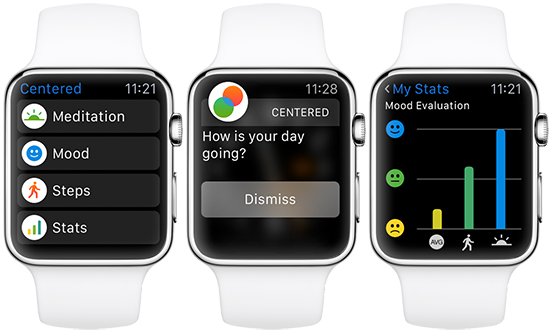 Centered 11:21
Meditation
Mood
Steps
Stats
11:28
CENTERED
How is your day
going?
Dismiss
My Stats 11:21
Mood Evaluation
AVG